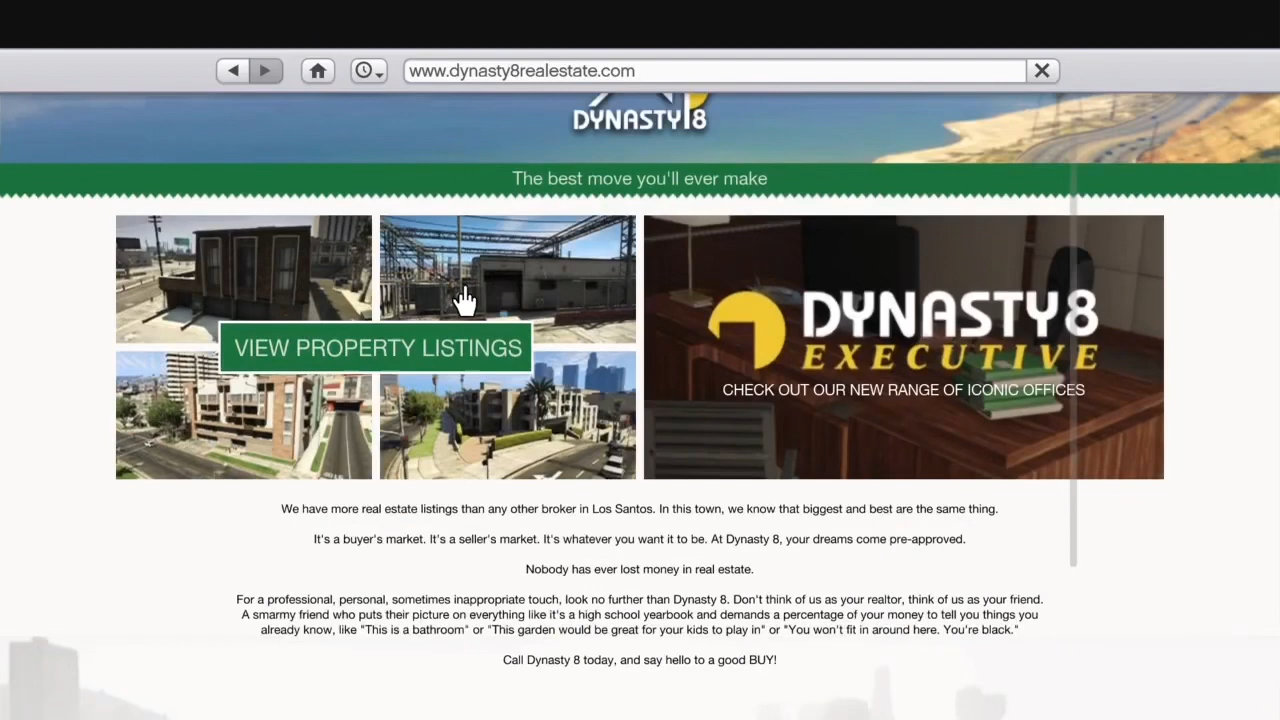 www.dynasty8realestate.com
DYNASTY 8
The best move you'll ever make
VIEW PROPERTY LISTINGS
DYNASTY8
EXECUTIVE
CHECK OUT OUR NEW RANGE OF ICONIC OFFICES
We have more real estate listings than any other broker in Los Santos. In this town, we know that biggest and best are the same thing.
It's a buyer's market. It's a seller's market. It's whatever you want it to be. At Dynasty 8, your dreams come pre-approved.
Nobody has ever lost money in real estate.
For a professional, personal, sometimes inappropriate touch, look no further than Dynasty 8. Don't think of us as your realtor, think of us as your friend.
A smarmy friend who puts their picture on everything like it's a high school yearbook and demands a percentage of your money to tell you things you
already know, like "This is a bathroom" or "This garden would be great for your kids to play in" or "You won't fit in around here. You're black."
Call Dynasty 8 today, and say hello to a good BUY!